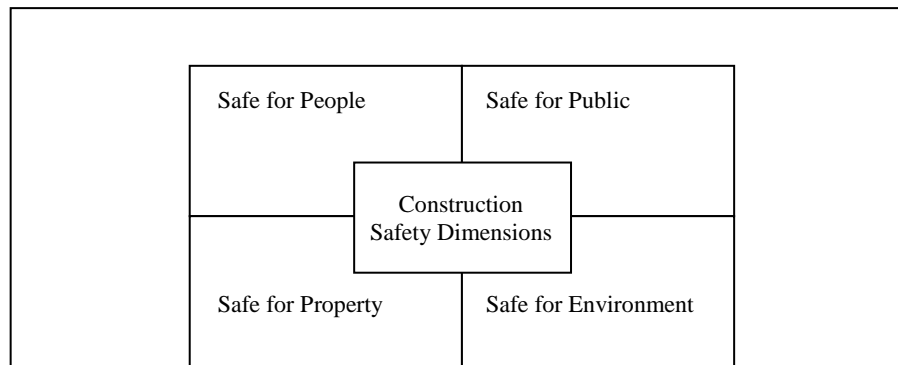 Safe for People
Safe for Public
Construction
Safety Dimensions
Safe for Property
Safe for Environment